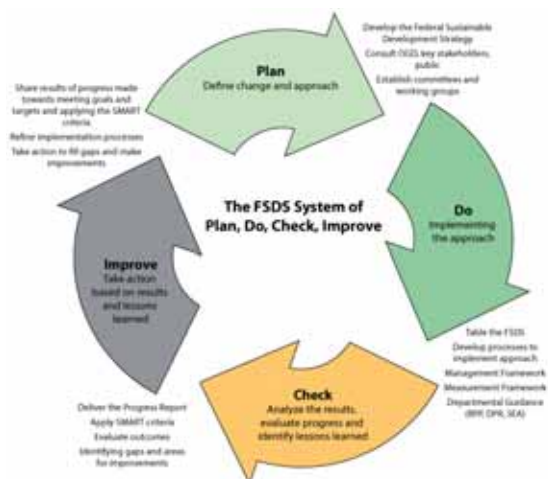 Plan
Define change and approach
Develop the Federal Sustainable
Development Strategy
Consult OGD, key stakeholders,
public
Establish committees and
working groups
Do
Implementing
the approach
Table the FSDS
Develop processes to
implement approach
Management Framework
Measurement Framework
Departmental Guidance
(RPP, DPR, SEA)
Check
Analyze the results,
evaluate progress and
identify lessons learned
Deliver the Progress Report
Apply SMART criteria
Evaluate outcomes
Identifying gaps and areas
for improvements
Improve
Take action
based on results
and lessons
learned
Share results of progress made
towards meeting goals and
targets and applying the SMART
criteria
Refine implementation processes
Take action to fill gaps and make
improvements
The FSDS System of
Plan, Do, Check, Improve